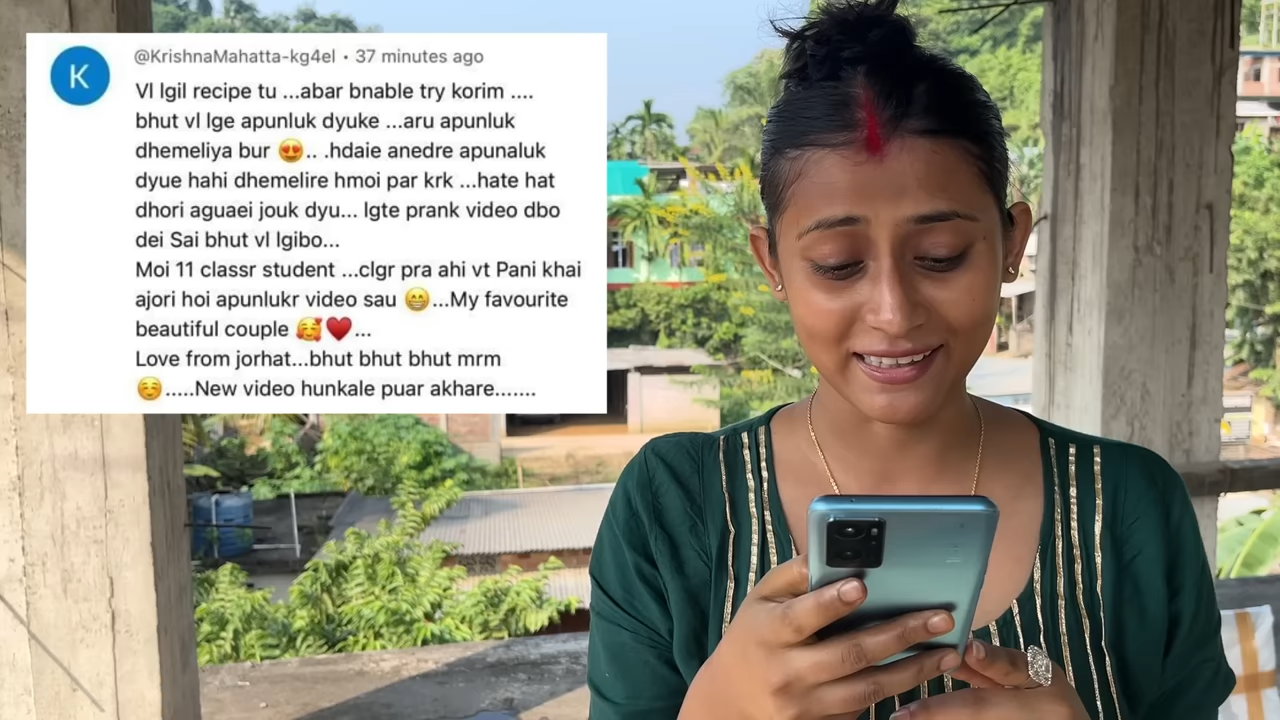 K
@KrishnaMahatta-kg4el · 37 minutes ago
Vl lgil recipe tu ...abar bnable try korim ....
bhut vl lge apunluk dyuke ...aru apunluk
dhemeliya bur 😍.. .hdaie anedre apunaluk
dyue hahi dhemelire hmoi par krk ...hate hat
dhori aguaei jouk dyu... lgte prank video dbo
dei Sai bhut vl lgibo...
Moi 11 classr student ...clgr pra ahi vt Pani khai
ajori hoi apunlukr video sau 😁...My favourite
beautiful couple 🥰❤️...
Love from jorhat...bhut bhut bhut mrm
☺️.....New video hunkale puar akhare.......